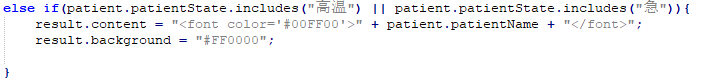 else if(patient.patientState.includes("高温") || patient.patientState.includes("急")){
result.content = "<font color='#00FF00'>" + patient.patientName + "</font>";
result.background = "#FF0000";
}